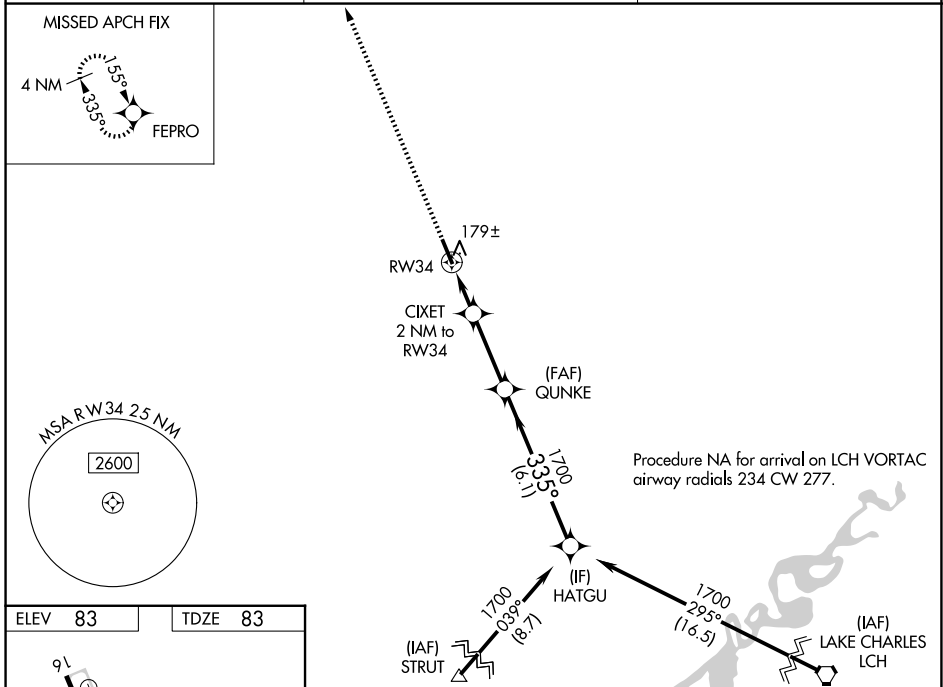 MISSED APCH FIX
4 NM
155°
335°
FEPRO
179±
RW34
CIXET
2 NM to
RW34
(FAF)
QUNKE
1700
335°
(6.1)
MSA RW34 25 NM
2600
Procedure NA for arrival on LCH VORTAC
airway radials 234 CW 277.
(IF)
HATGU
1700
039°
(8.7)
1700
295°
(16.5)
(IAF)
STRUT
(IAF)
LAKE CHARLES
LCH
ELEV 83
TDZE 83
16